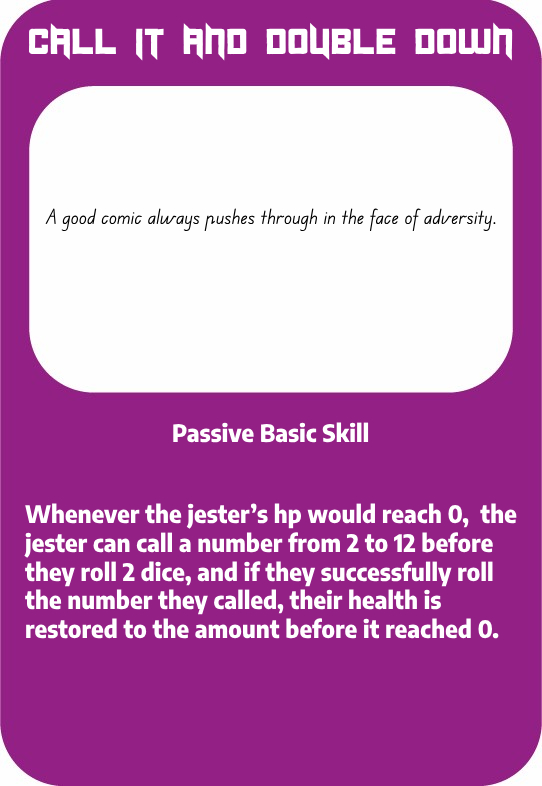 CALL IT AND DOUBLE DOWN
A good comic always pushes through in the face of adversity.
Passive Basic Skill
Whenever the jester’s hp would reach 0,  the
jester can call a number from 2 to 12 before
they roll 2 dice, and if they successfully roll
the number they called, their health is
restored to the amount before it reached 0.